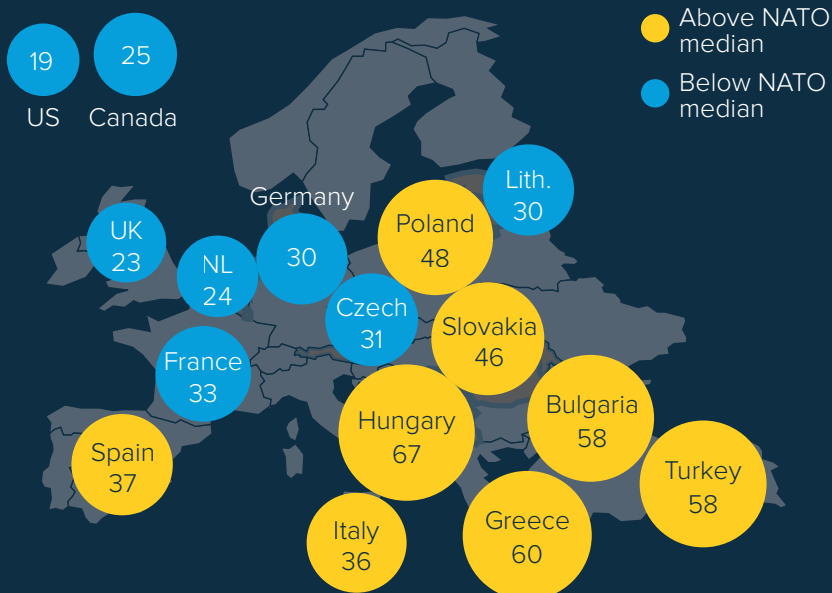 19
US
25
Canada
Above NATO
median
Below NATO
median
Germany
30
Lith.
30
Poland
48
UK
23
NL
24
Czech
31
Slovakia
46
France
33
Hungary
67
Bulgaria
58
Spain
37
Turkey
58
Italy
36
Greece
60